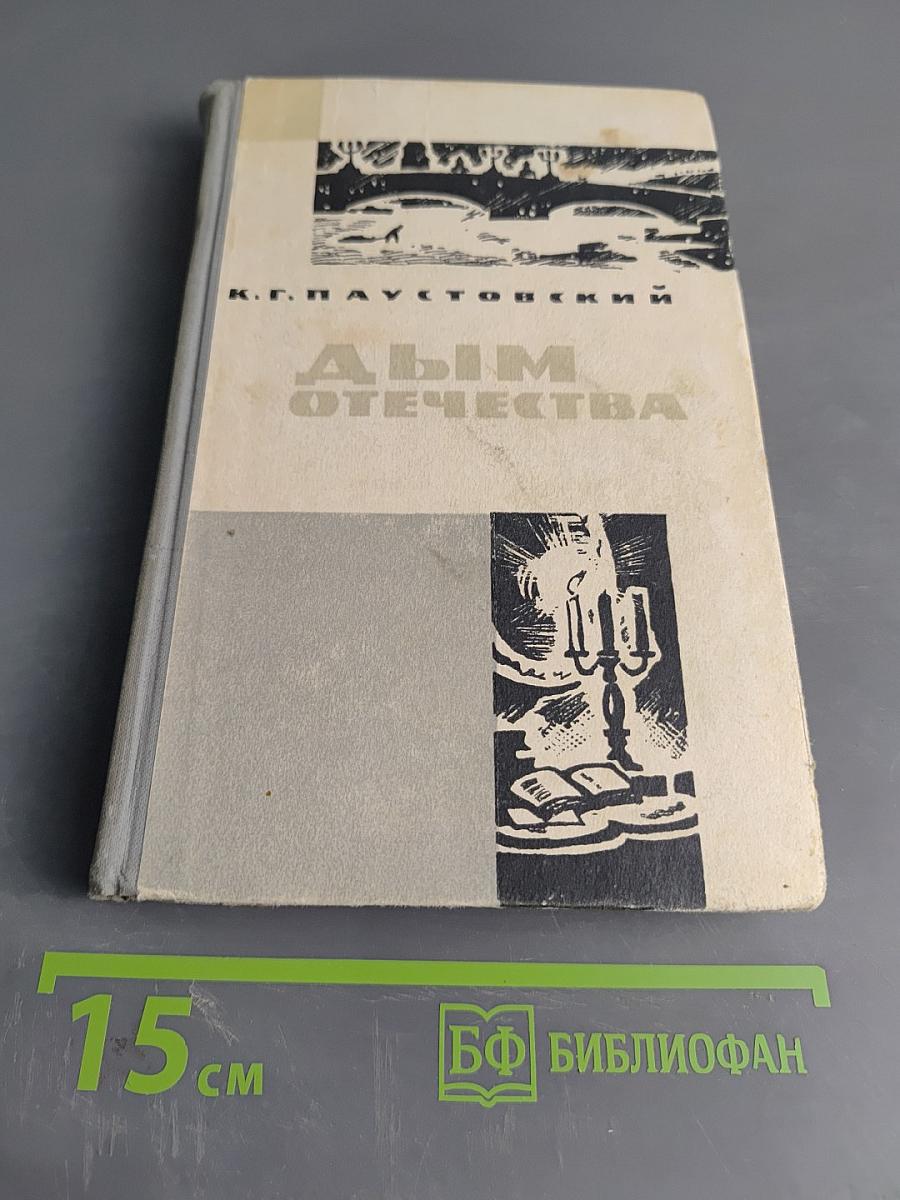 К. Г. ПАУСТОВСКИЙ
ДЫМ
ОТЕЧЕСТВА
15 СМ
БФ БИБЛИОФАН